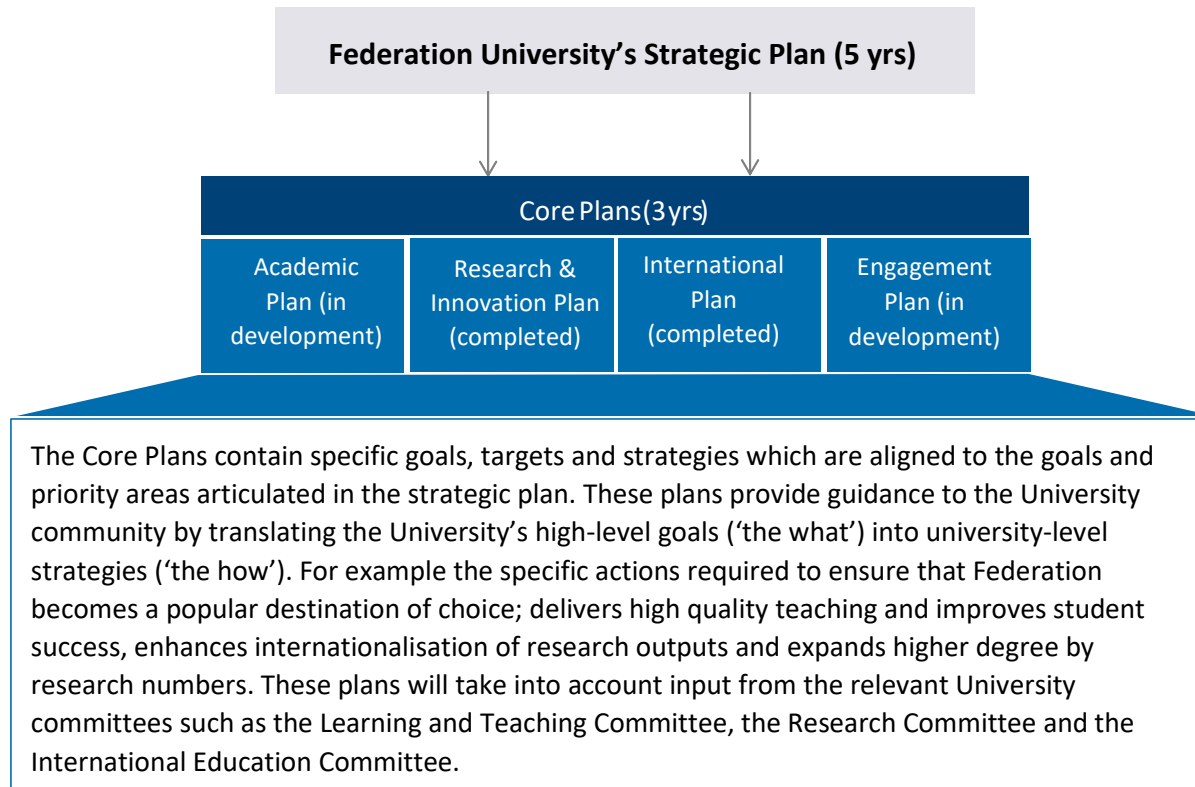 Federation University’s Strategic Plan (5 yrs)
Core Plans (3 yrs)
Academic
Plan (in
development)
Research &
Innovation Plan
(completed)
International
Plan
(completed)
Engagement
Plan (in
development)
The Core Plans contain specific goals, targets and strategies which are aligned to the goals and
priority areas articulated in the strategic plan. These plans provide guidance to the University
community by translating the University’s high-level goals (‘the what’) into university-level
strategies (‘the how’). For example the specific actions required to ensure that Federation
becomes a popular destination of choice; delivers high quality teaching and improves student
success, enhances internationalisation of research outputs and expands higher degree by
research numbers. These plans will take into account input from the relevant University
committees such as the Learning and Teaching Committee, the Research Committee and the
International Education Committee.